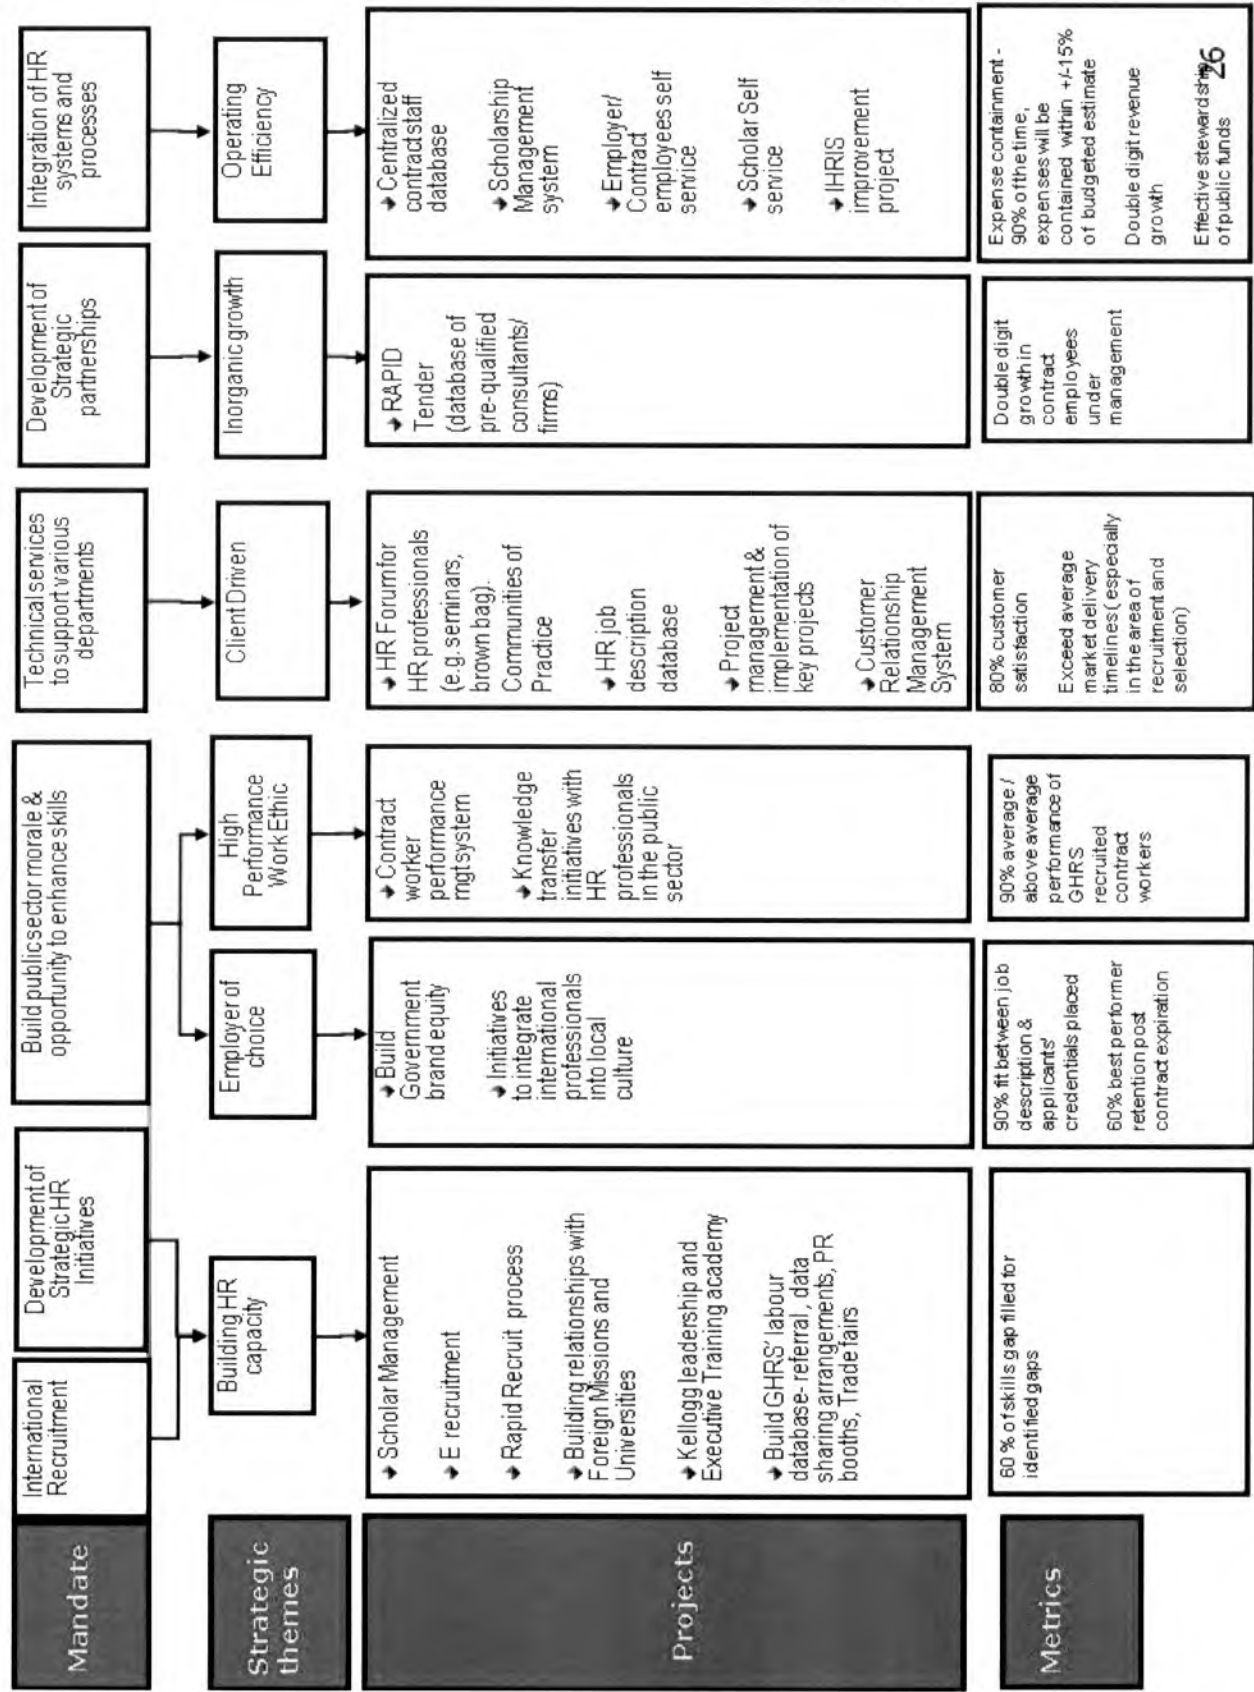 Mandate
International
Recruitment
Development of
Strategic HR
Initiatives
Build public sector morale &
opportunity to enhance skills
Technical services
to support various
departments
Development of
Strategic
partnerships
Integration of HR
systems and
processes
Strategic
themes
Building HR
capacity
Employer of
choice
High
Performance
Work Ethic
Client Driven
Inorganic growth
Operating
Efficiency
Projects
Scholar Management
E recruitment
Rapid Recruit process
Building relationships with
Foreign Missions and
Universities
Kellogg leadership and
Executive Training academy
Build GHRS' labour
database- referral, data
sharing arrangements, PR
booths, Trade fairs
Build
Government
brand equity
Initiatives
to integrate
international
professionals
into local
culture
Contract
worker
performance
mgt system
Knowledge
transfer
initiatives with
HR
professionals
in the public
sector
HR Forum for
HR professionals
(e.g. seminars,
brown bag).
Communities of
Practice
HR job
description
database
Project
management &
implementation of
key projects
Customer
Relationship
Management
System
RAPID
Tender
(database of
pre-qualified
consultants/
firms)
Centralized
contract staff
database
Scholarship
Management
system
Employer/
Contract
employees self
service
Scholar Self
service
IHRIS
improvement
project
Metrics
60 % of skills gap filled for
identified gaps
90% fit between job
description &
applicants'
credentials placed
60% best performer
retention post
contract expiration
90% average /
above average
performance of
GHRS
recruited
contract
workers
80% customer
satisfaction
Exceed average
market delivery
timelines ( especially
in the area of
recruitment and
selection)
Double digit
growth in
contract
employees
under
management
Expense containment -
90% of the time,
expenses will be
contained within +/-15%
of budgeted estimate
Double digit revenue
growth
Effective stewardship
of public funds
26